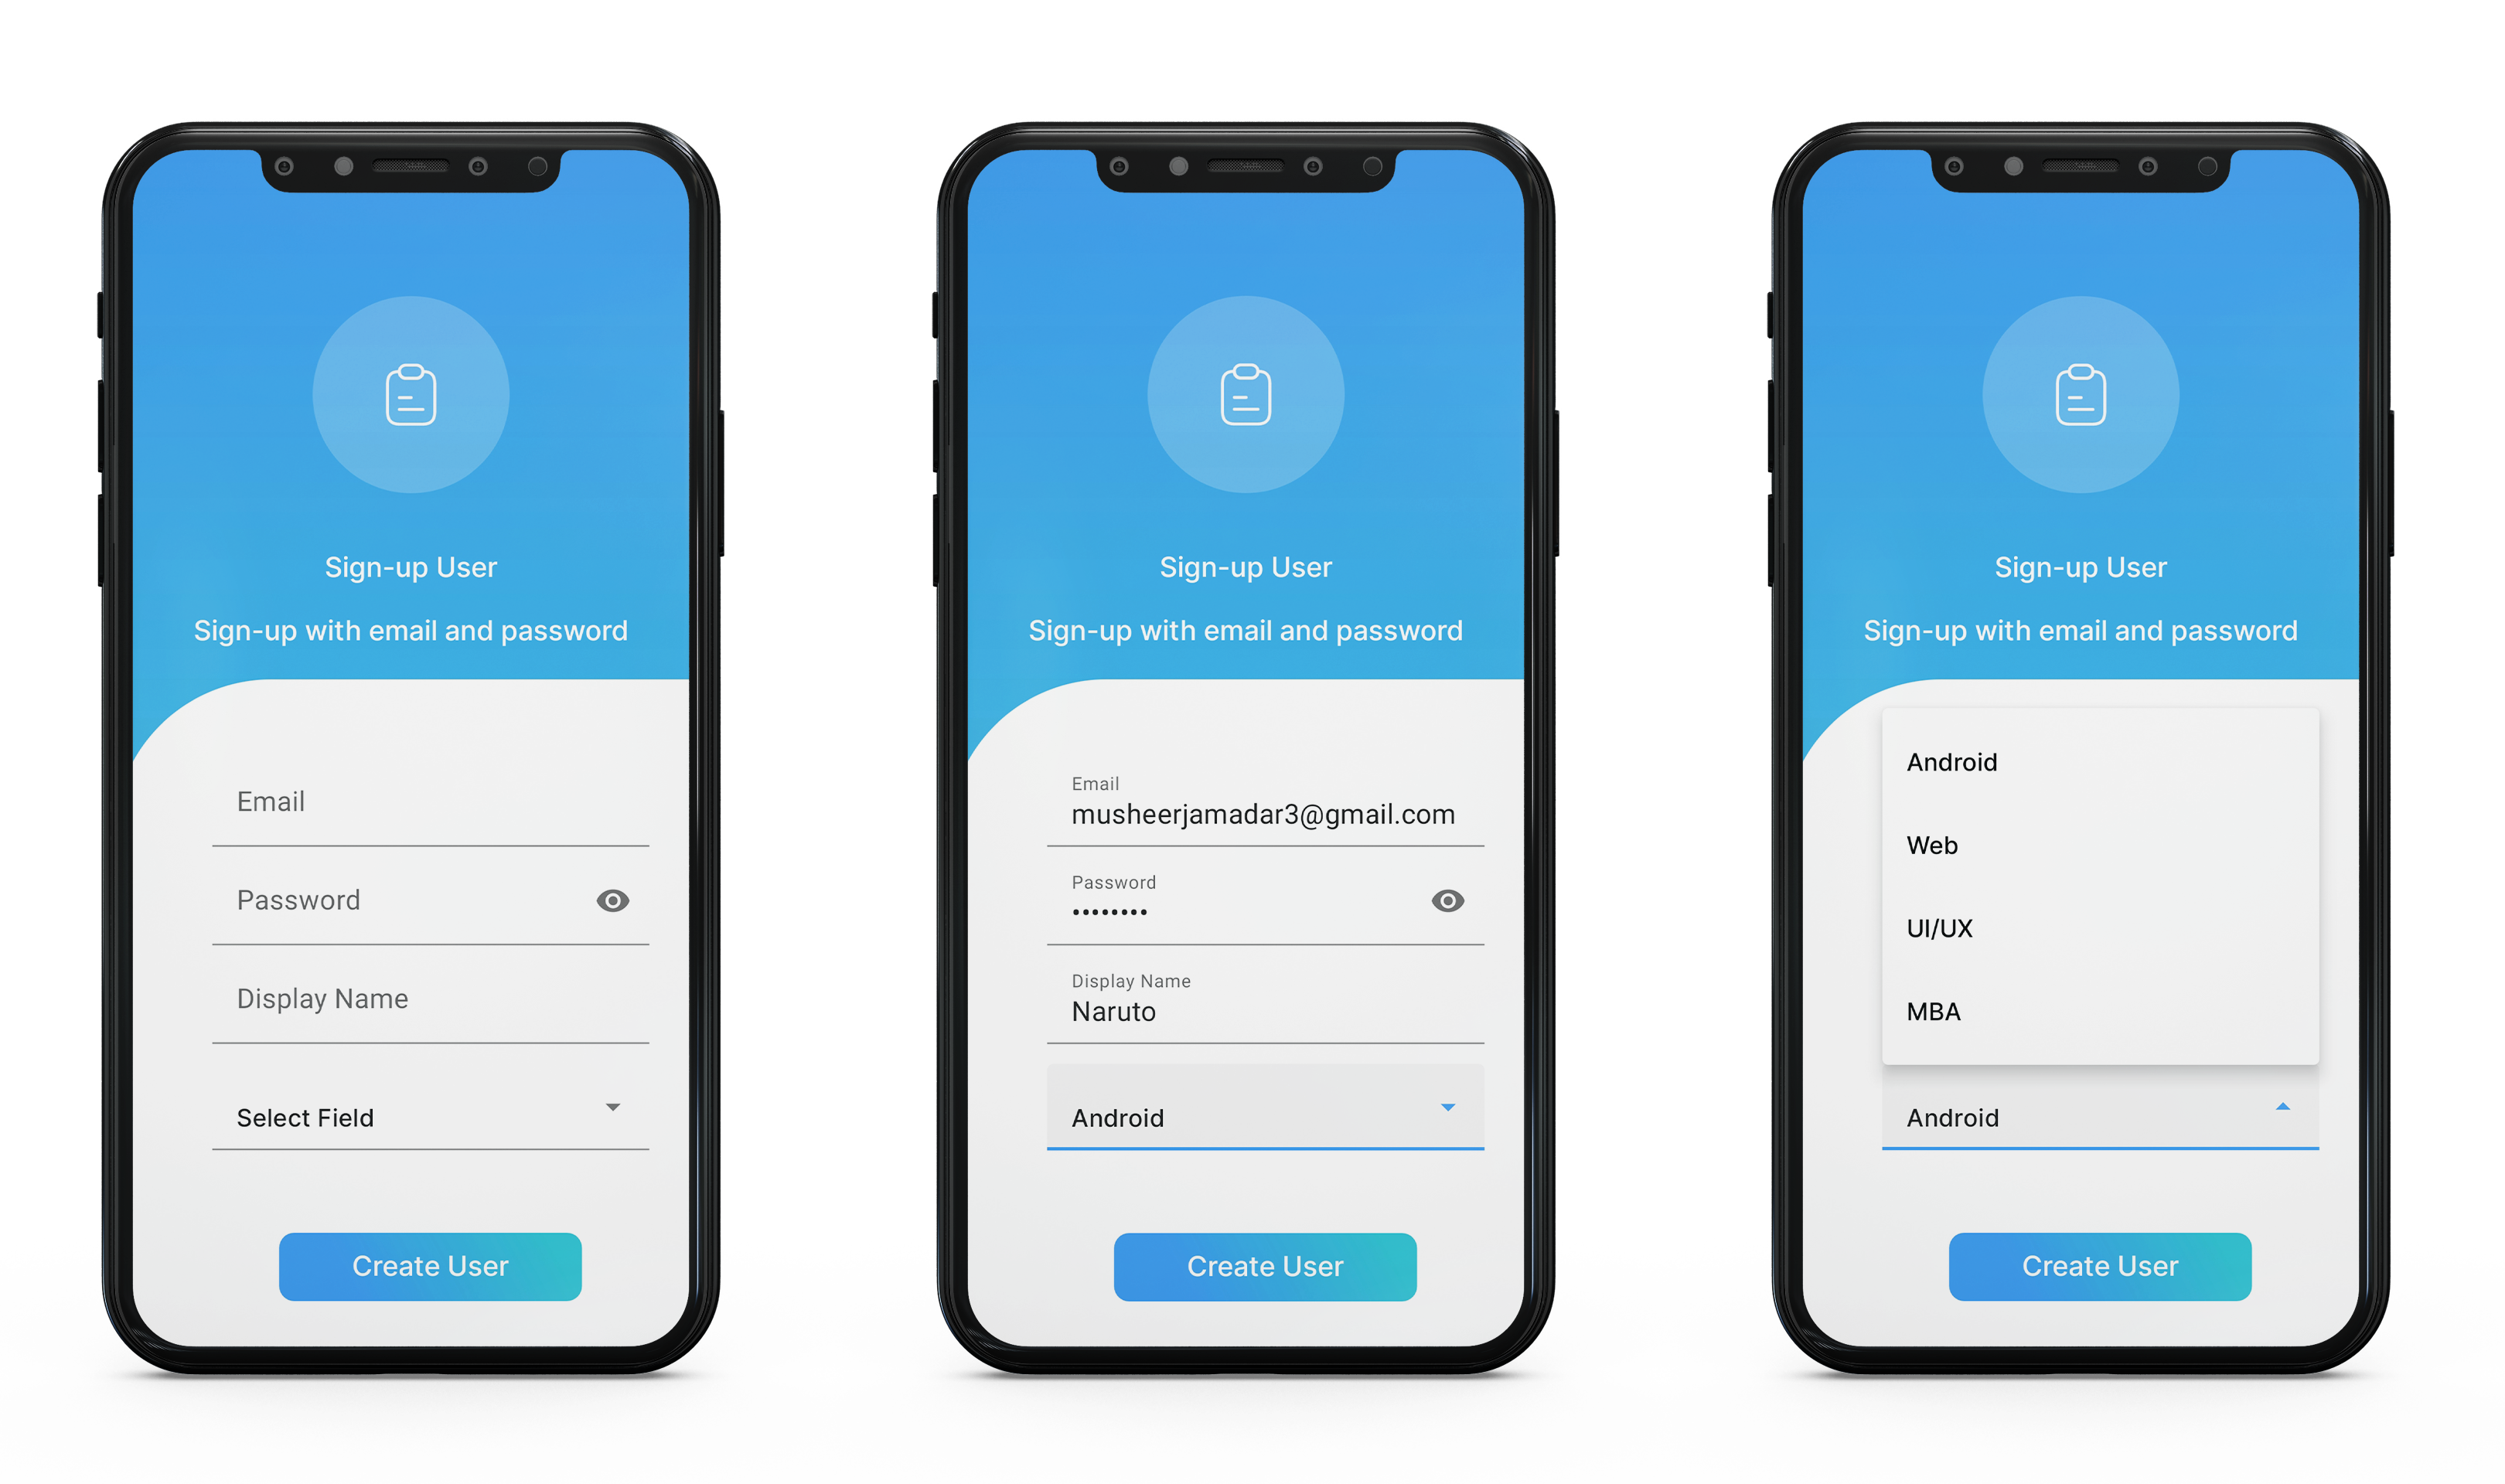 Sign-up User
Sign-up with email and password
Email
Password
Display Name
Select Field
Create User
Sign-up User
Sign-up with email and password
Email
musheerjamadar3@gmail.com
Password
••••••••
Display Name
Naruto
Android
Create User
Sign-up User
Sign-up with email and password
Android
Web
UI/UX
MBA
Android
Create User